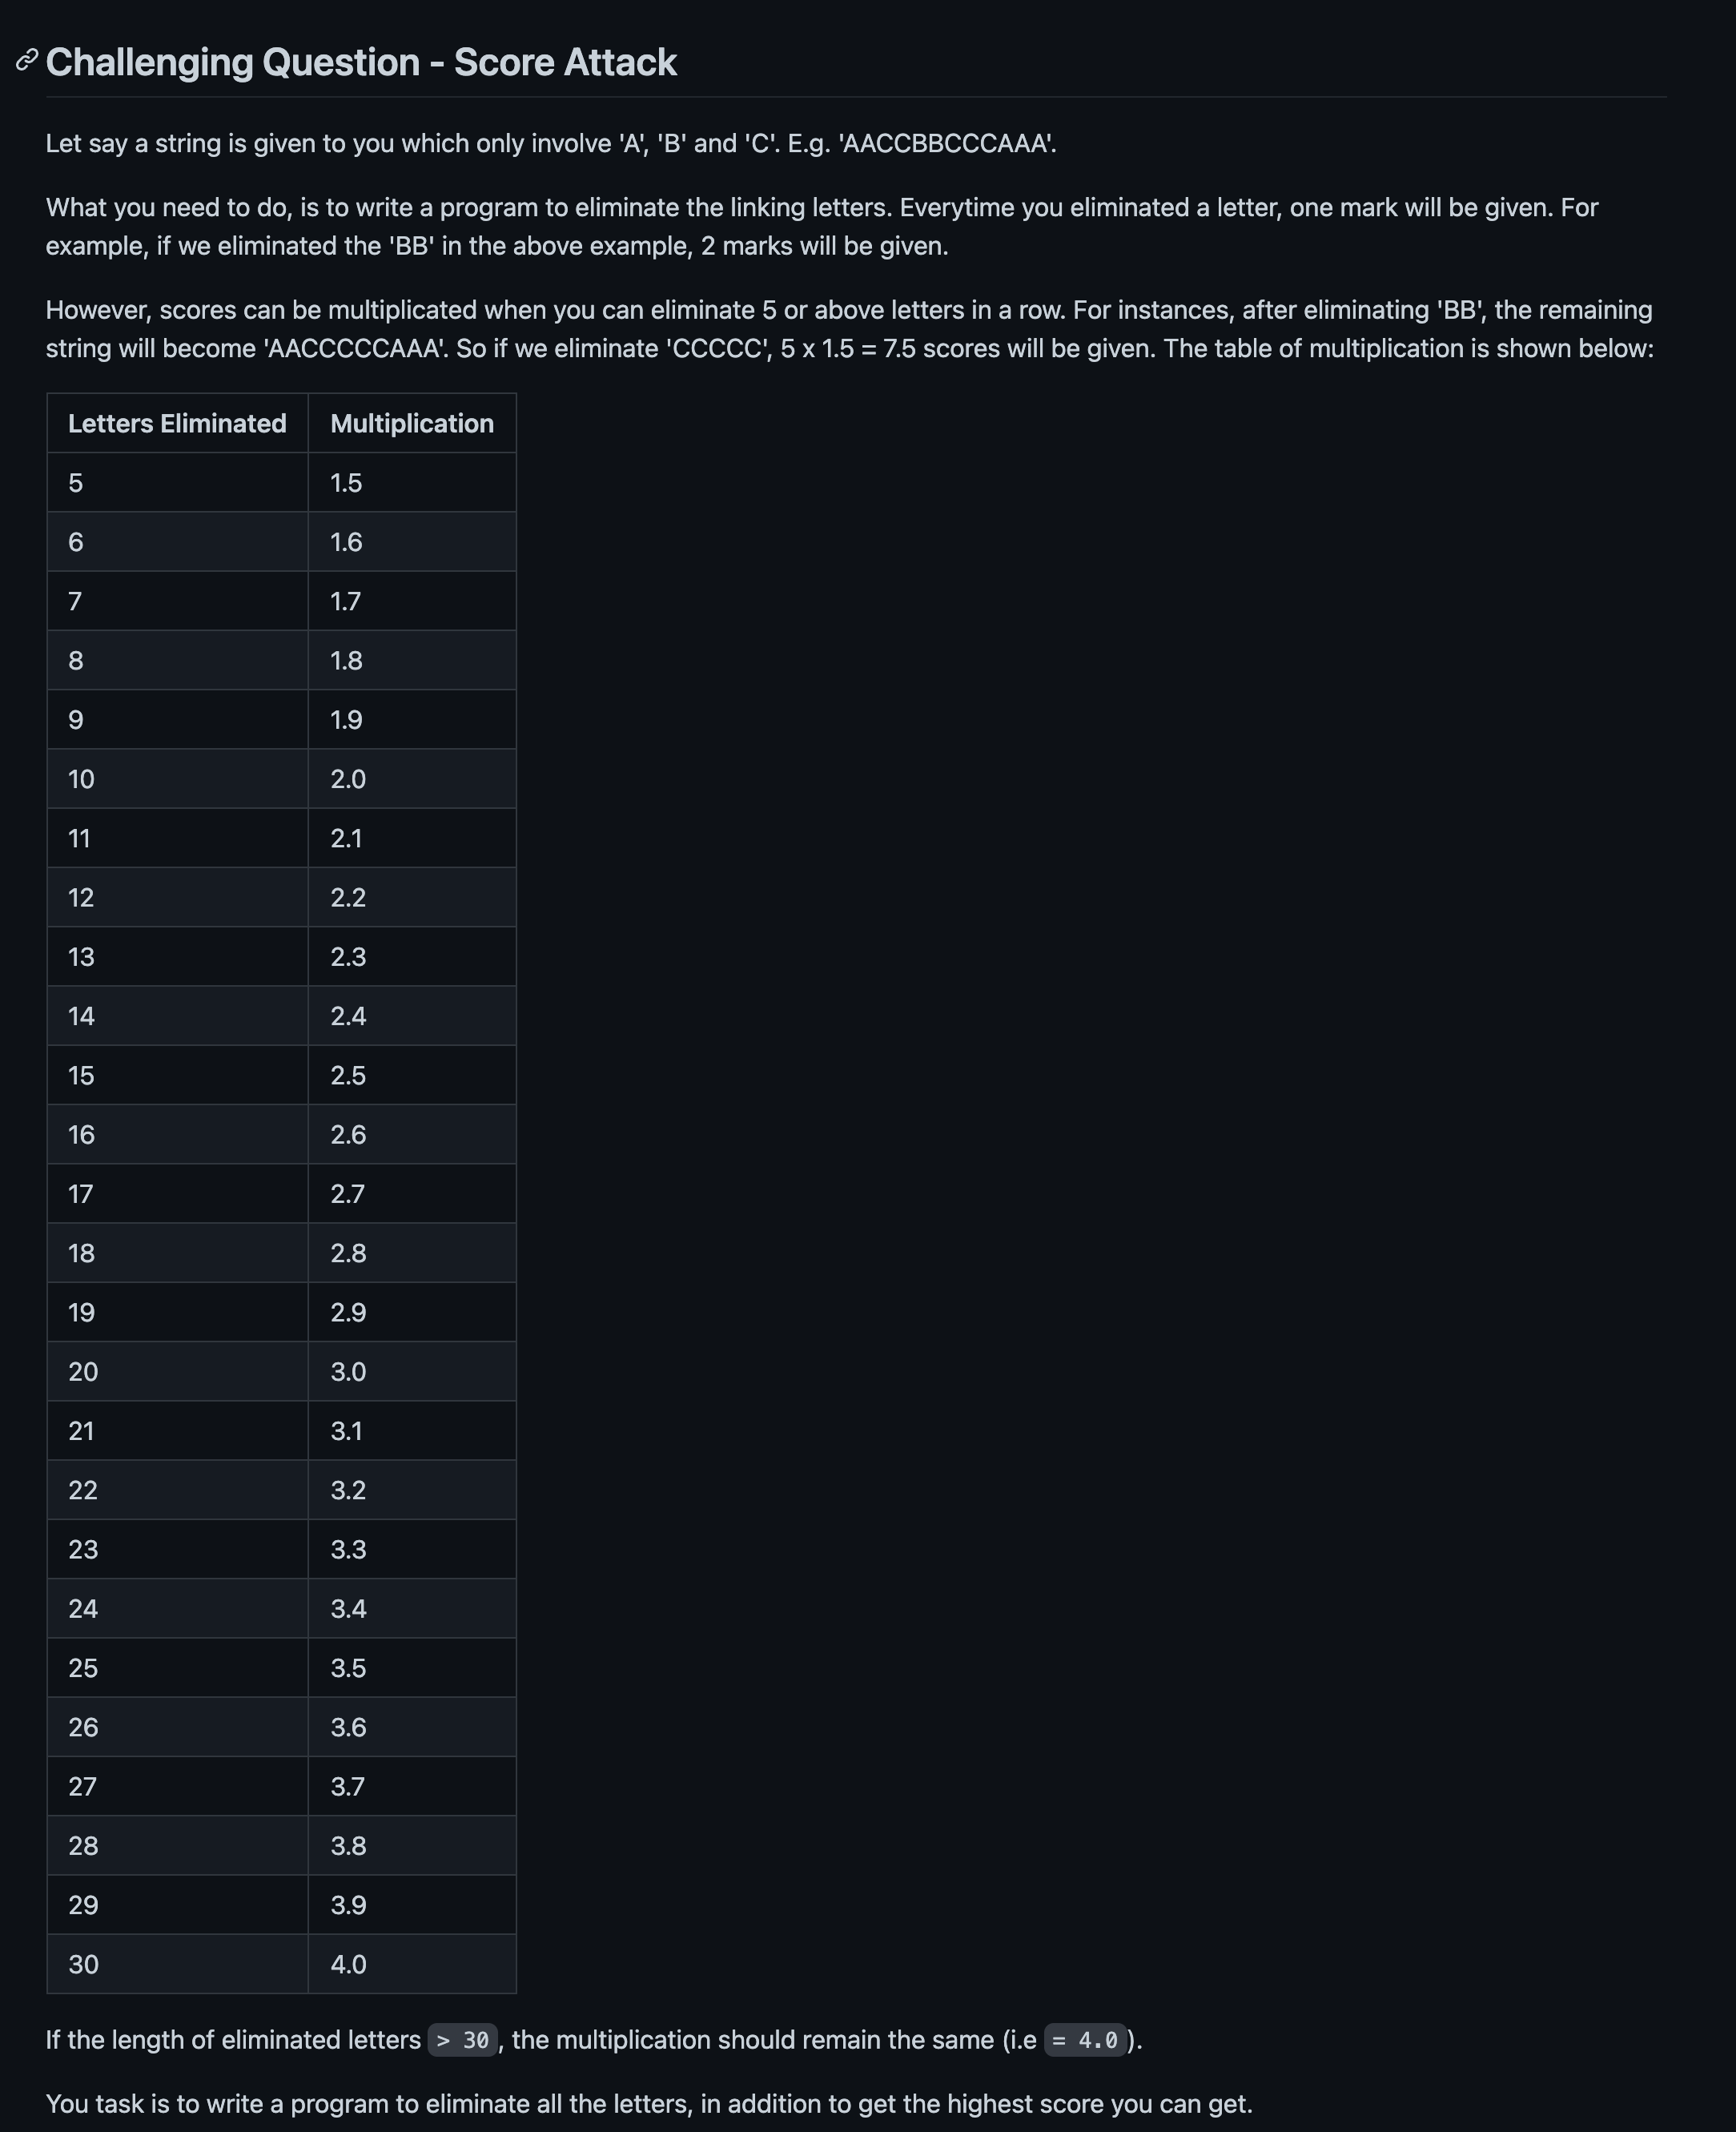 Challenging Question - Score Attack
Let say a string is given to you which only involve 'A', 'B' and 'C'. E.g. 'AACCBBCCCAAA'.
What you need to do, is to write a program to eliminate the linking letters. Everytime you eliminated a letter, one mark will be given. For
example, if we eliminated the 'BB' in the above example, 2 marks will be given.
However, scores can be multiplicated when you can eliminate 5 or above letters in a row. For instances, after eliminating 'BB', the remaining
string will become 'AACCCCCAAA'. So if we eliminate 'CCCCC', 5 x 1.5 = 7.5 scores will be given. The table of multiplication is shown below:
Letters Eliminated Multiplication
5 1.5
6 1.6
7 1.7
8 1.8
9 1.9
10 2.0
11 2.1
12 2.2
13 2.3
14 2.4
15 2.5
16 2.6
17 2.7
18 2.8
19 2.9
20 3.0
21 3.1
22 3.2
23 3.3
24 3.4
25 3.5
26 3.6
27 3.7
28 3.8
29 3.9
30 4.0
If the length of eliminated letters > 30, the multiplication should remain the same (i.e = 4.0).
You task is to write a program to eliminate all the letters, in addition to get the highest score you can get.